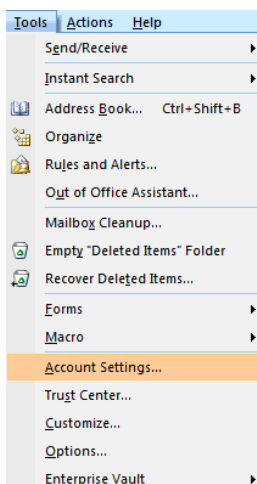 Tools Actions Help
Send/Receive
Instant Search
Address Book... Ctrl+Shift+B
Organize
Rules and Alerts...
Out of Office Assistant...
Mailbox Cleanup...
Empty "Deleted Items" Folder
Recover Deleted Items...
Forms
Macro
Account Settings...
Trust Center...
Customize...
Options...
Enterprise Vault